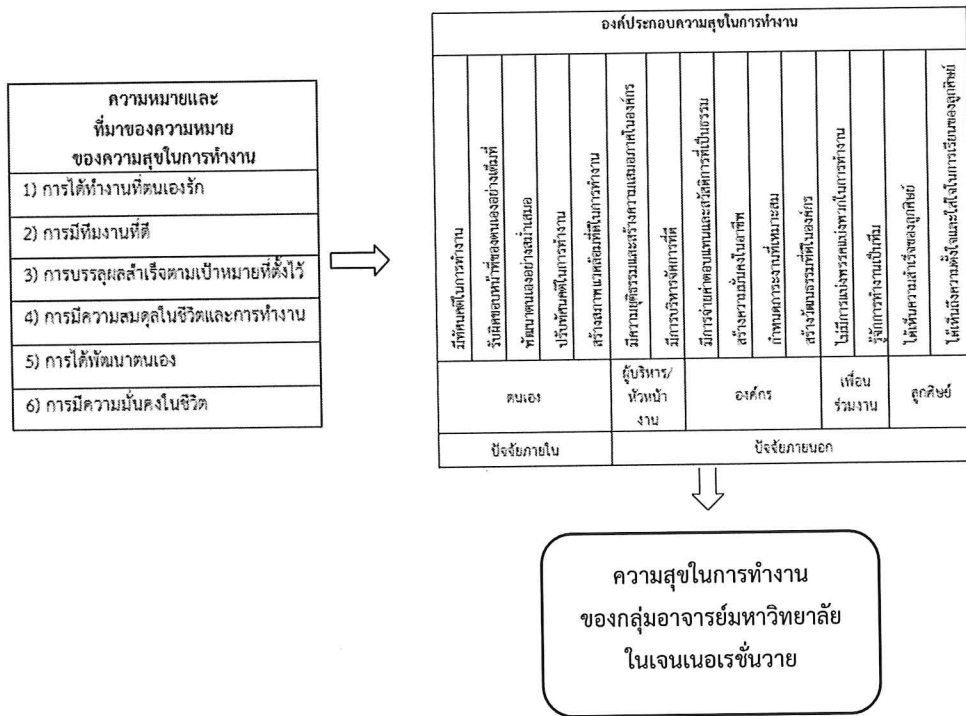 ความหมายและ
ที่มาของความหมาย
ของความสุขในการทำงาน
1) การได้ทำงานที่ตนเองรัก
2) การมีทีมงานที่ดี
3) การบรรลุผลสำเร็จตามเป้าหมายที่ตั้งไว้
4) การมีความสมดุลในชีวิตและการทำงาน
5) การได้พัฒนาตนเอง
6) การมีความมั่นคงในชีวิต
องค์ประกอบความสุขในการทำงาน
มีทัศนคติในการทำงาน
รับผิดชอบหน้าที่ของตนเองอย่างเต็มที่
พัฒนาตนเองอย่างสม่ำเสมอ
ปรับทัศนคติในการทำงาน
สร้างสภาพแวดล้อมที่ดีในการทำงาน
มีความยุติธรรมและสร้างความเสมอภาคในองค์กร
มีการบริหารจัดการที่ดี
มีการจ่ายค่าตอบแทนและสวัสดิการที่เป็นธรรม
สร้างความมั่นคงในอาชีพ
กำหนดภาระงานที่เหมาะสม
สร้างวัฒนธรรมที่ดีในองค์กร
ไม่มีการแบ่งพรรคแบ่งพวกในการทำงาน
รู้จักการทำงานเป็นทีม
ได้เห็นความสำเร็จของลูกศิษย์
ได้เห็นถึงความตั้งใจและใส่ใจในการเรียนของลูกศิษย์
ตนเอง
ผู้บริหาร/
หัวหน้า
งาน
องค์กร
เพื่อน
ร่วมงาน
ลูกศิษย์
ปัจจัยภายใน
ปัจจัยภายนอก
ความสุขในการทำงาน
ของกลุ่มอาจารย์มหาวิทยาลัย
ในเจนเนอเรชั่นวาย